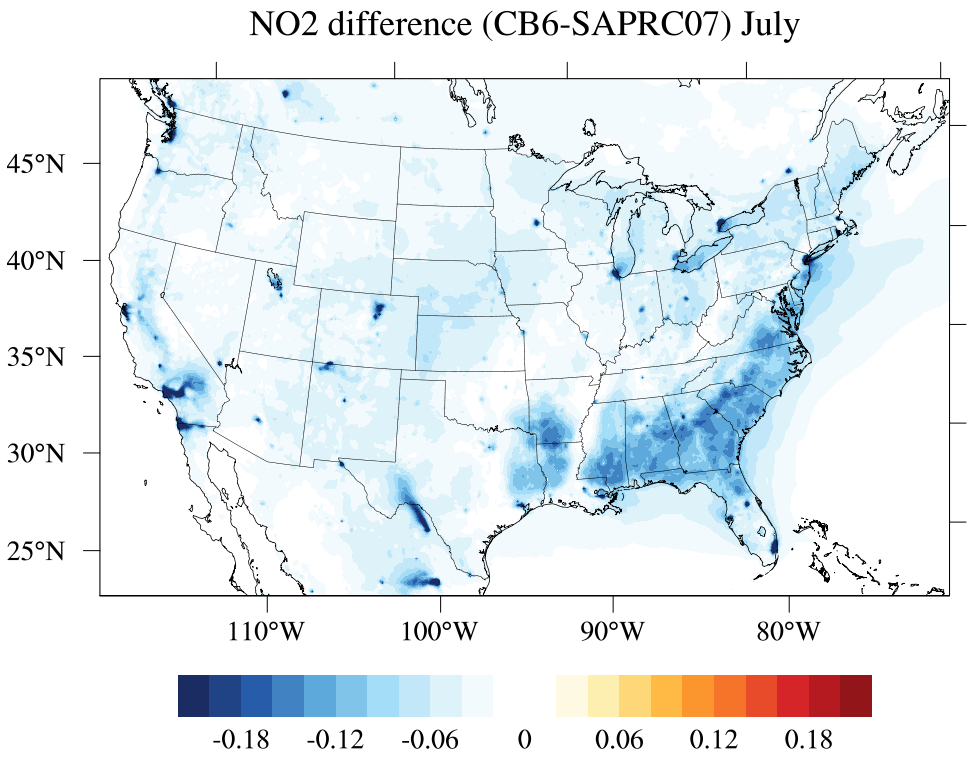 NO2 difference (CB6-SAPRC07) July
45°N
40°N
35°N
30°N
25°N
110°W 100°W 90°W 80°W
-0.18 -0.12 -0.06 0 0.06 0.12 0.18